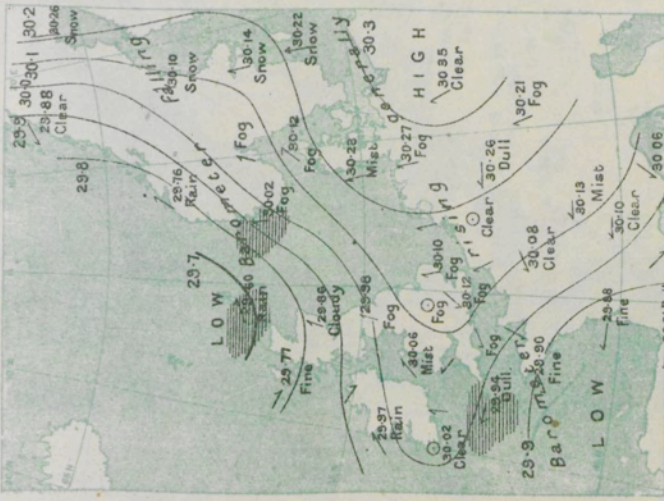 30·2
30·26
Snow
30·1
30·0
29·9
29·88
Clear
Barometer falling
30·10
Snow
30·14
Snow
30·22
Snow
29·8
29·76
Rain
Fog
30·12
Fog
30·3
HIGH
30·35
Clear
30·21
Fog
29·7
LOW
29·60
Rain
30·02
Fog
30·28
Mist
30·27
Fog
30·26
Dull
29·77
Fine
29·86
Cloudy
29·98
Fog
30·10
Fog
30·12
Fog
Fog
Clear
30·08
Clear
30·13
Mist
30·10
Clear
30·06
29·97
Rain
30·06
Mist
Fog
30·02
Clear
29·94
Dull
29·90
Fine
29·88
Fine
29·9
Barometer rising generally
LOW